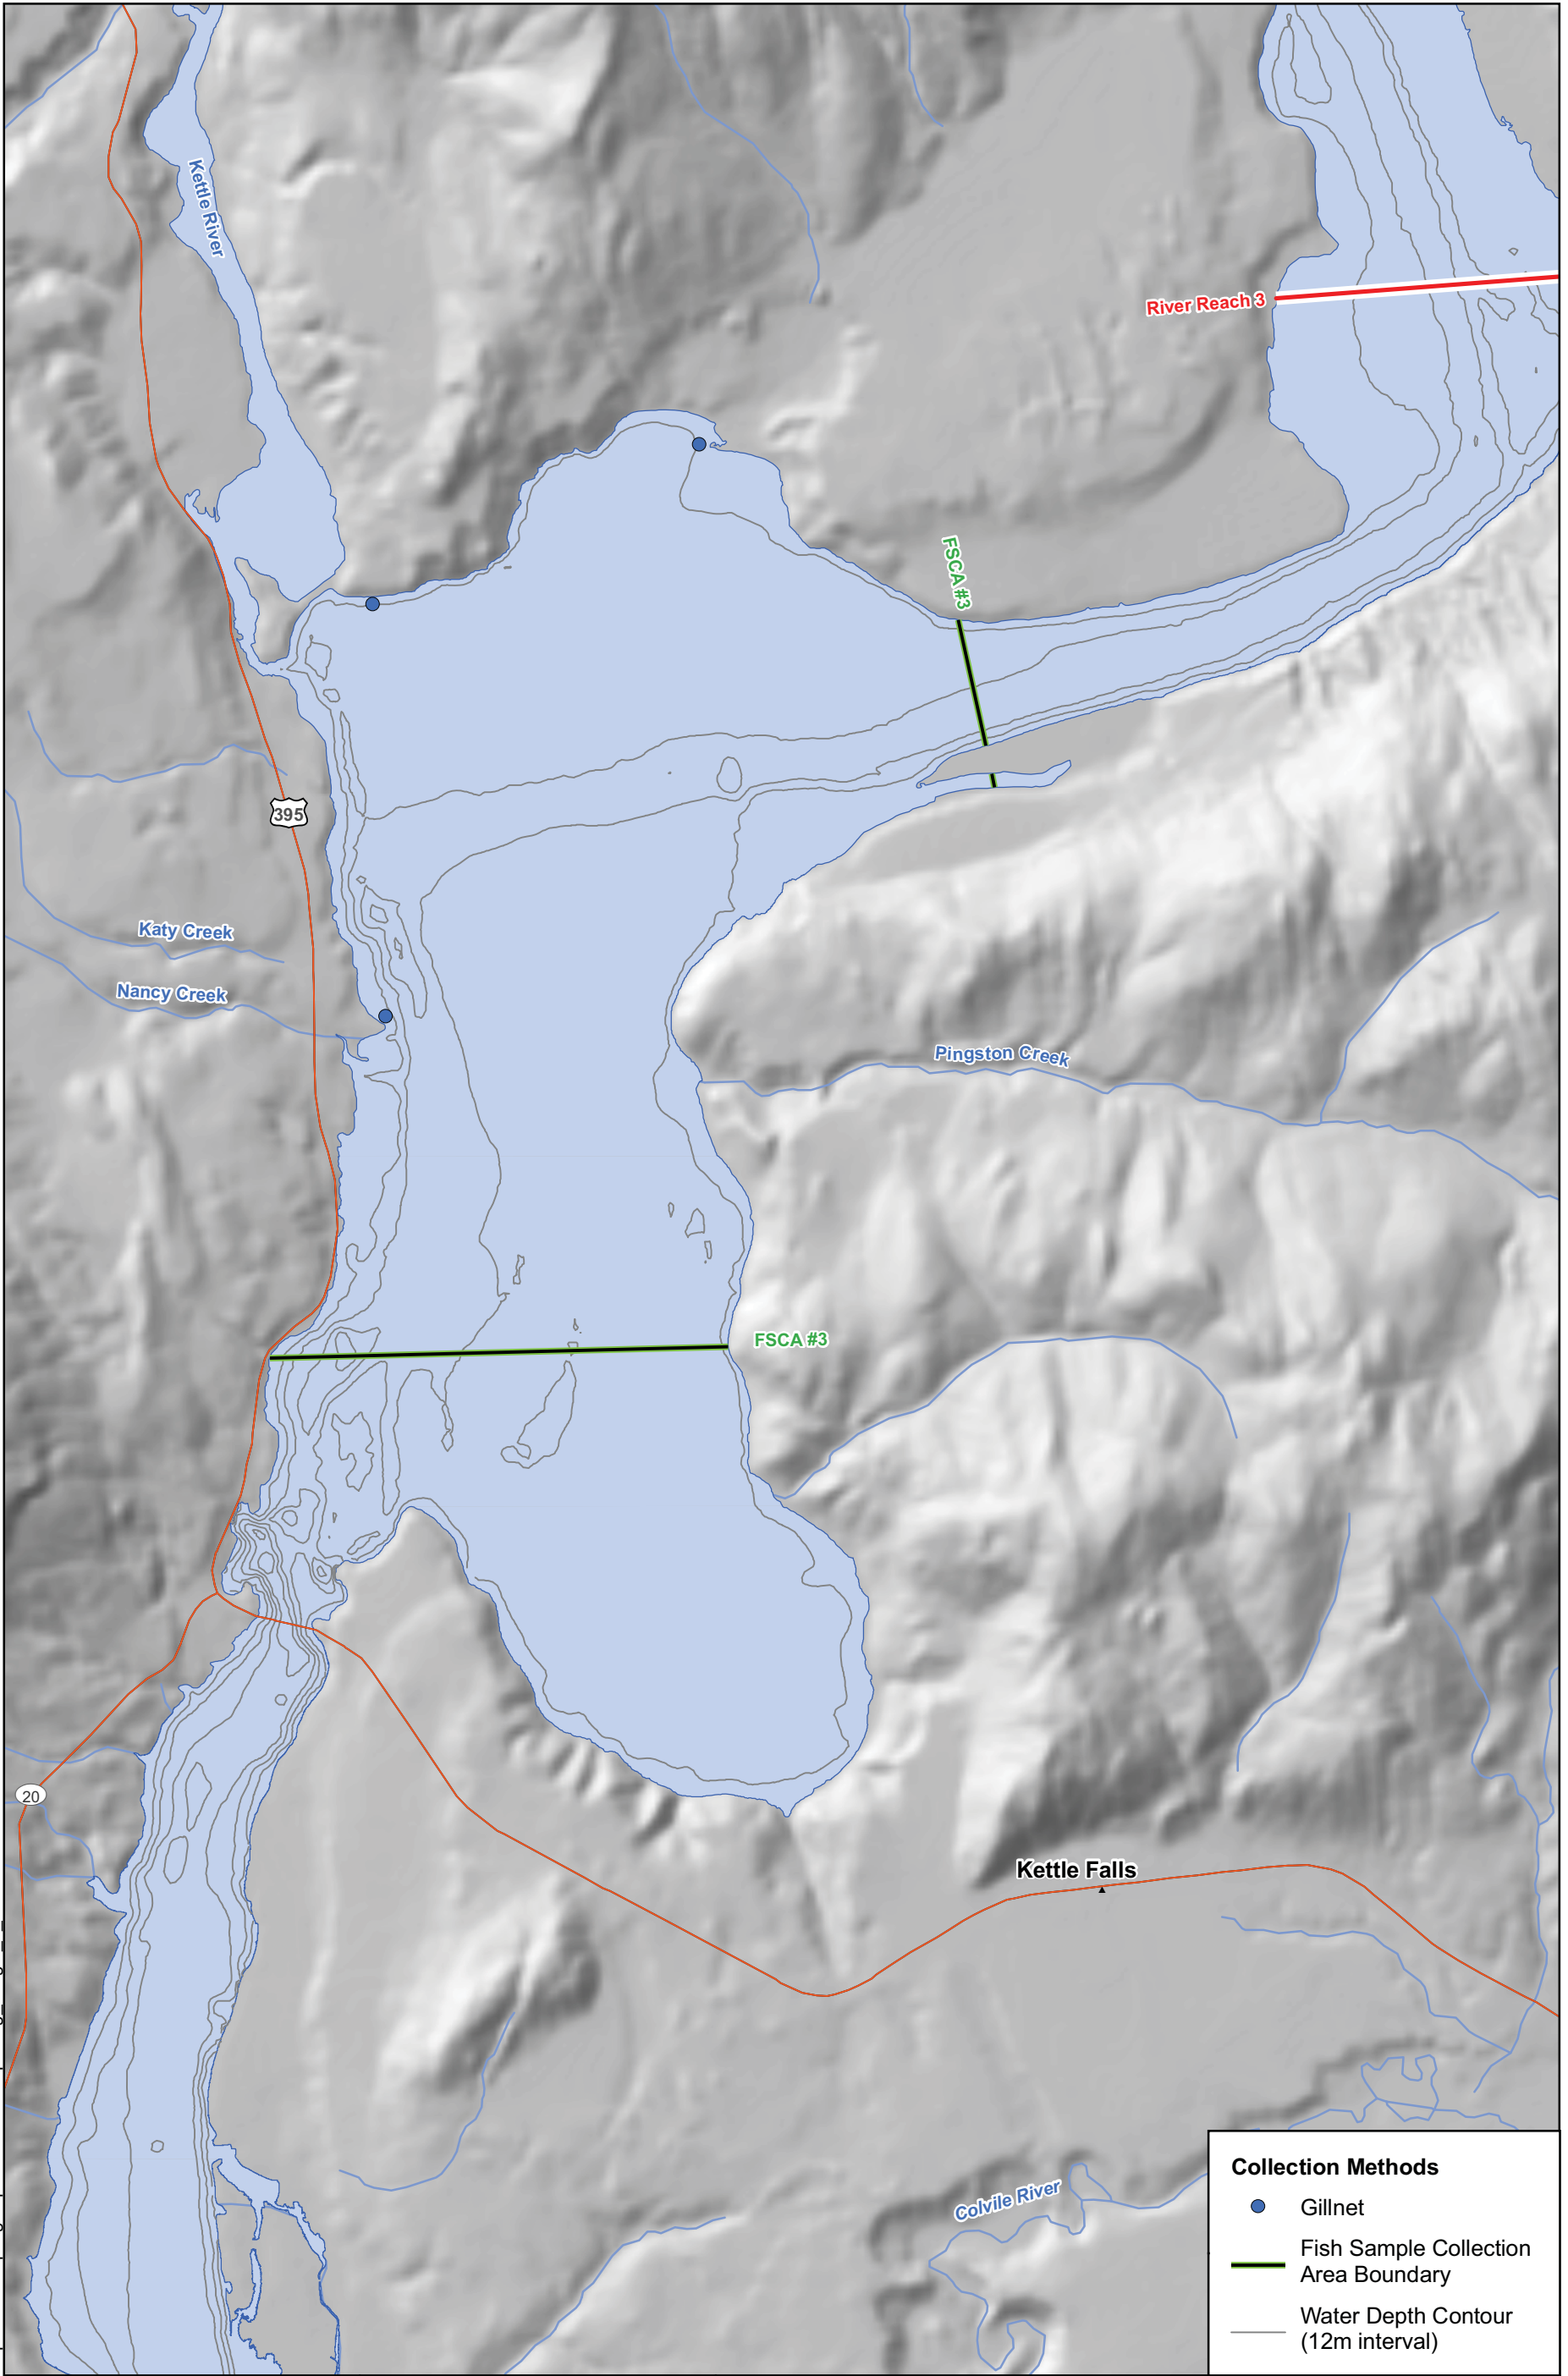 Kettle River
River Reach 3
FSCA #3
395
Katy Creek
Nancy Creek
Pingston Creek
FSCA #3
20
Kettle Falls
Colvile River
Collection Methods
Gillnet
Fish Sample Collection
Area Boundary
Water Depth Contour
(12m interval)